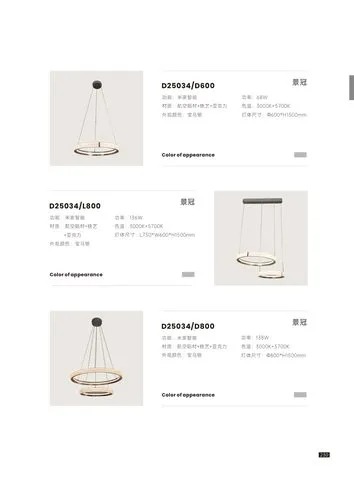 D25034/D600
景冠
功能: 米家智能
功率: 68W
材质: 航空铝材+铁艺+亚克力
色温: 3000K+5700K
外观颜色: 宝马银
灯体尺寸: Φ600*H1500mm
Color of appearance
D25034/L800
景冠
功能: 米家智能
功率: 136W
材质: 航空铝材+铁艺
+亚克力
色温: 3000K+5700K
灯体尺寸: L730*W600*H1500mm
外观颜色: 宝马银
Color of appearance
D25034/D800
景冠
功能: 米家智能
功率: 138W
材质: 航空铝材+铁艺+亚克力
色温: 3000K+5700K
外观颜色: 宝马银
灯体尺寸: Φ800*H1500mm
Color of appearance